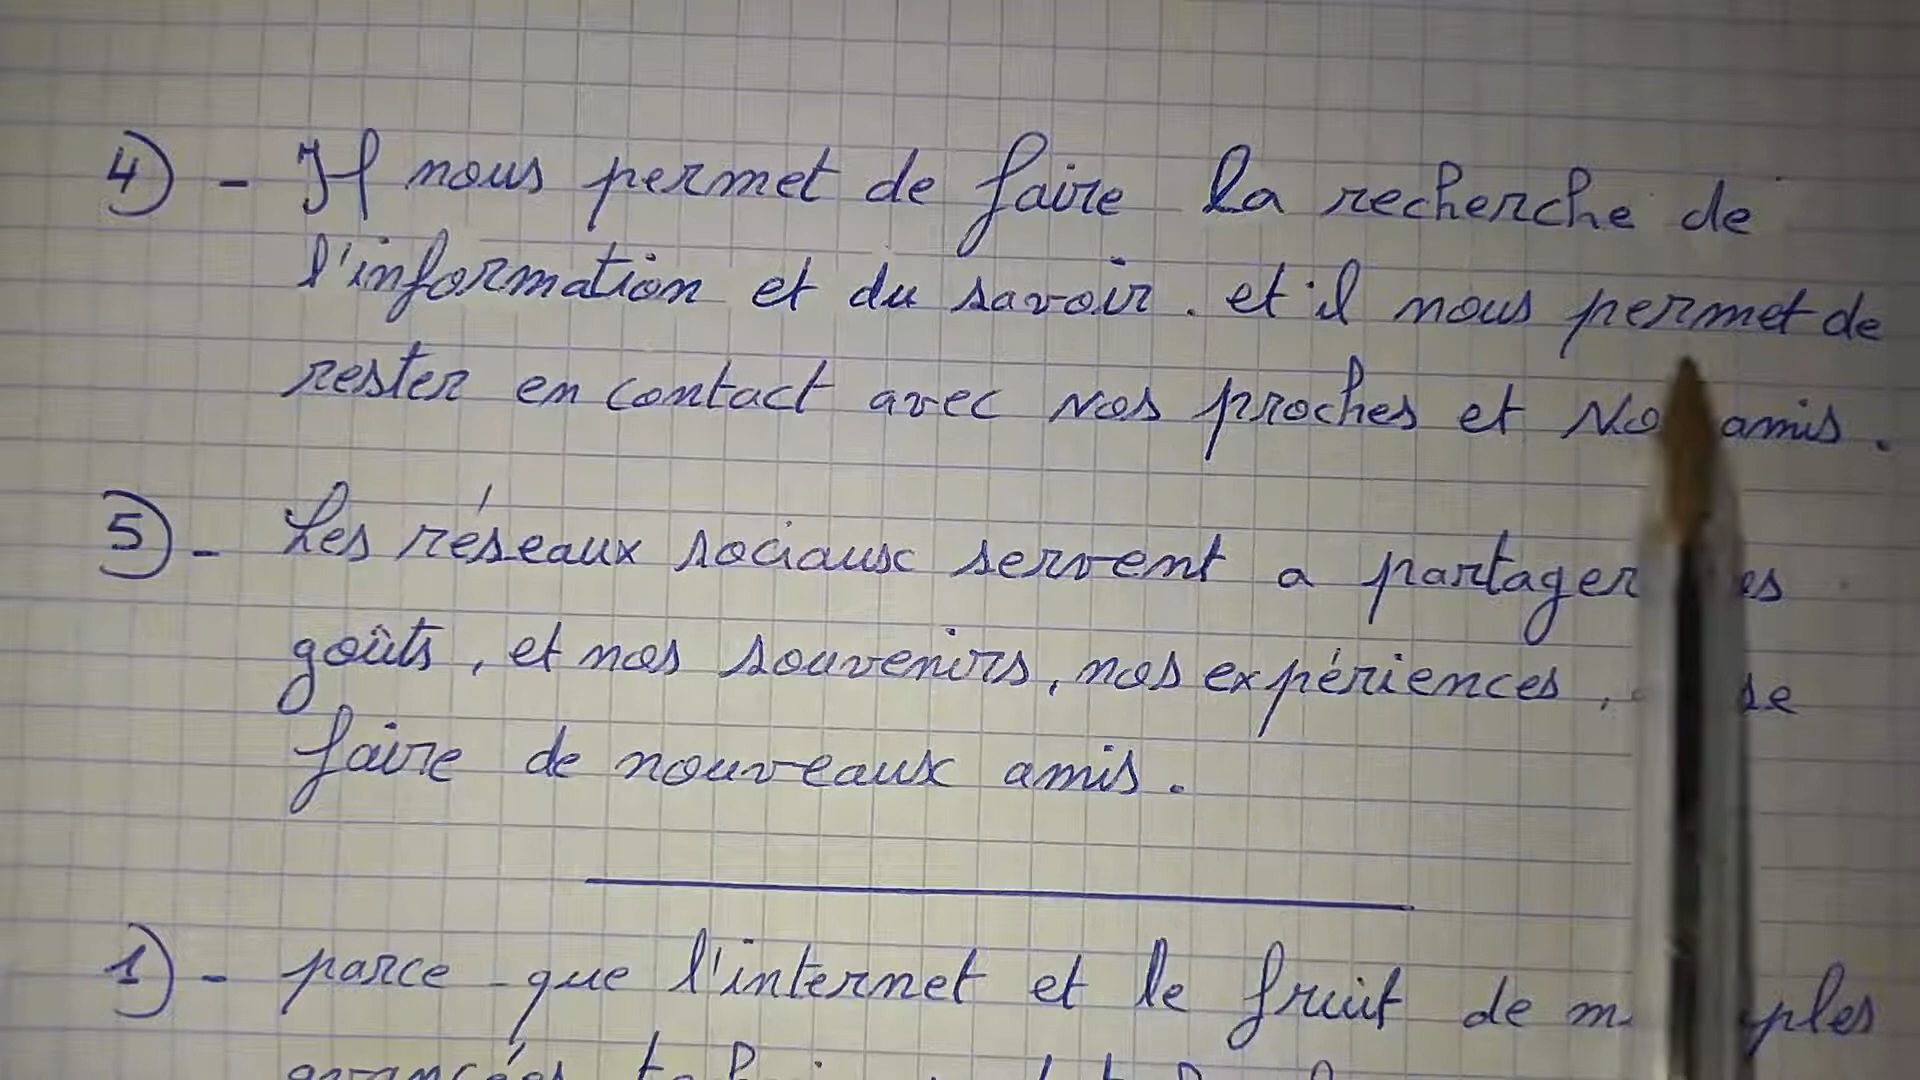 4) - Il nous permet de faire la recherche de
l'information et du savoir. et il nous permet de
rester en contact avec Nos proches et amis.
5) - Les réseaux sociaux servent a partager
goûts, et nos souvenirs, nos expériences, se
faire de nouveaux amis.
1) - parce que l'internet et le fruit de